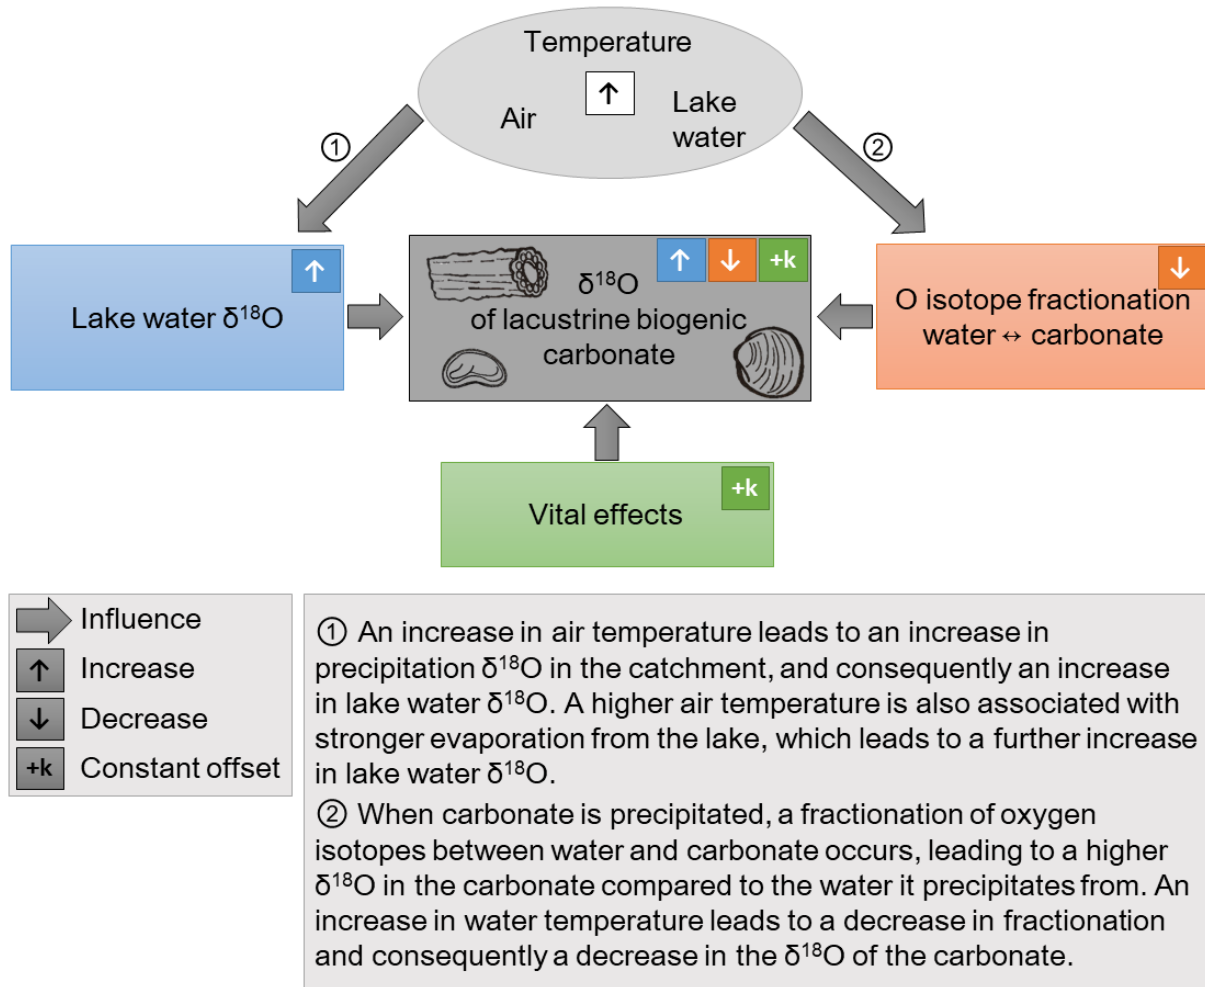 Temperature
↑
Air
Lake
water
①
②
↑
Lake water δ¹⁸O
↑ ↓ +k
δ¹⁸O
of lacustrine biogenic
carbonate
↓
O isotope fractionation
water ↔ carbonate
+k
Vital effects
Influence
↑ Increase
↓ Decrease
+k Constant offset
① An increase in air temperature leads to an increase in
precipitation δ¹⁸O in the catchment, and consequently an increase
in lake water δ¹⁸O. A higher air temperature is also associated with
stronger evaporation from the lake, which leads to a further increase
in lake water δ¹⁸O.
② When carbonate is precipitated, a fractionation of oxygen
isotopes between water and carbonate occurs, leading to a higher
δ¹⁸O in the carbonate compared to the water it precipitates from. An
increase in water temperature leads to a decrease in fractionation
and consequently a decrease in the δ¹⁸O of the carbonate.